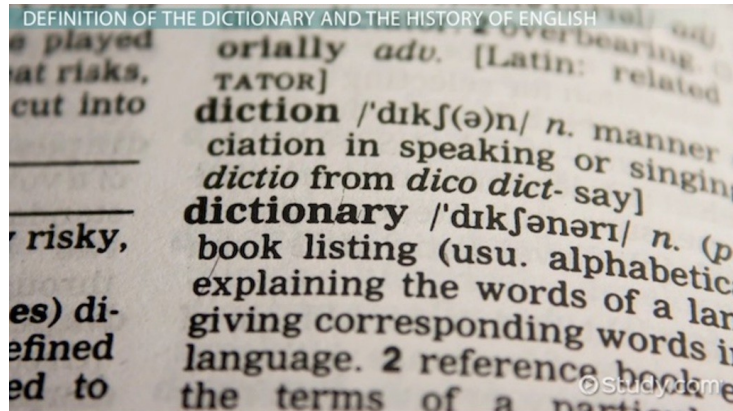 DEFINITION OF THE DICTIONARY AND THE HISTORY OF ENGLISH
played
at risks,
cut into
risky,
es) di-
efined
ed to
overbearing.
orially adv. [Latin: related
TATOR]
diction /'dɪkʃ(ə)n/ n. manner
ciation in speaking or singin
dictio from dico dict- say]
dictionary /'dɪkʃənərɪ/ n. (p
book listing (usu. alphabetic
explaining the words of a lan
giving corresponding words i
language. 2 reference book e
the terms of a
Study.com